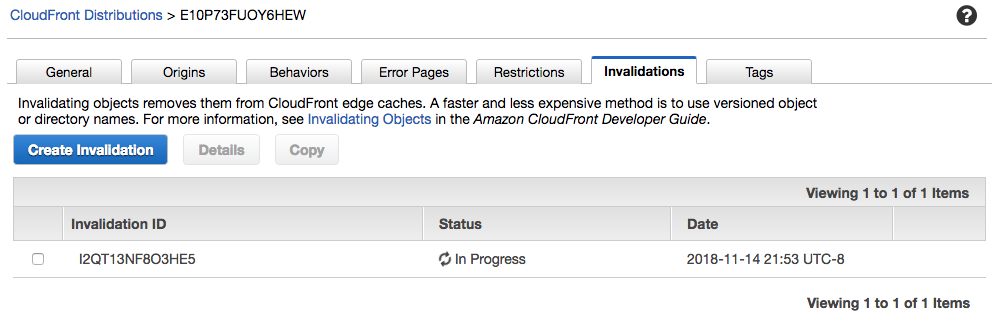 CloudFront Distributions > E10P73FUOY6HEW
?
General Origins Behaviors Error Pages Restrictions Invalidations Tags
Invalidating objects removes them from CloudFront edge caches. A faster and less expensive method is to use versioned object
or directory names. For more information, see Invalidating Objects in the Amazon CloudFront Developer Guide.
Create Invalidation Details Copy
Viewing 1 to 1 of 1 Items
Invalidation ID Status Date
I2QT13NF8O3HE5 In Progress 2018-11-14 21:53 UTC-8
Viewing 1 to 1 of 1 Items